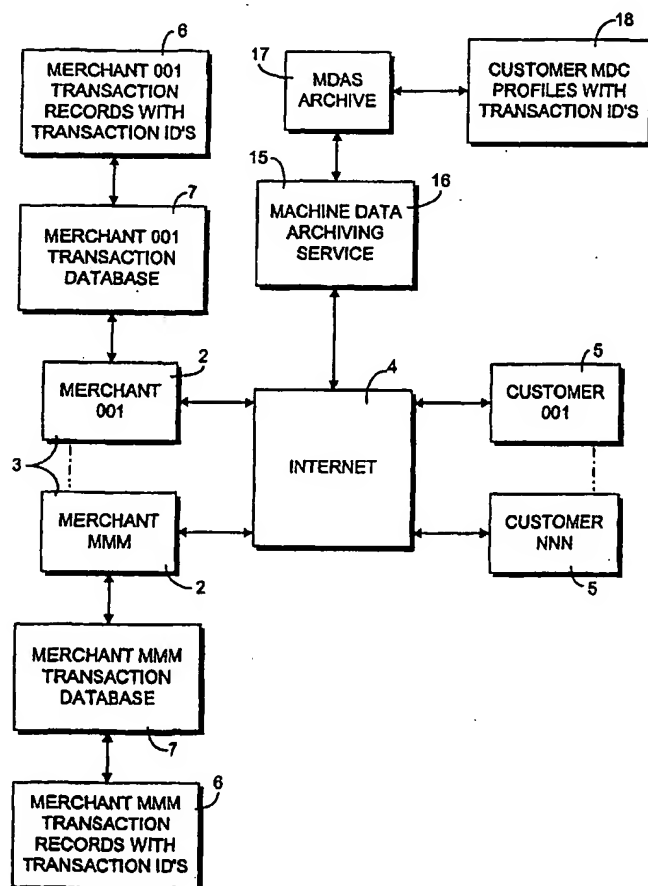 6
MERCHANT 001
TRANSACTION
RECORDS WITH
TRANSACTION ID'S
17
MDAS
ARCHIVE
18
CUSTOMER MDC
PROFILES WITH
TRANSACTION ID'S
7
MERCHANT 001
TRANSACTION
DATABASE
15
16
MACHINE DATA
ARCHIVING
SERVICE
2
MERCHANT
001
4
INTERNET
5
CUSTOMER
001
3
MERCHANT
MMM
2
CUSTOMER
NNN
5
MERCHANT MMM
TRANSACTION
DATABASE
7
6
MERCHANT MMM
TRANSACTION
RECORDS WITH
TRANSACTION ID'S